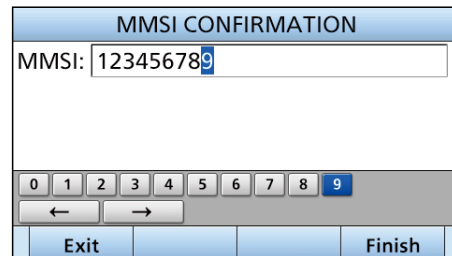 MMSI CONFIRMATION
MMSI: 123456789
0 1 2 3 4 5 6 7 8 9
← →
Exit Finish